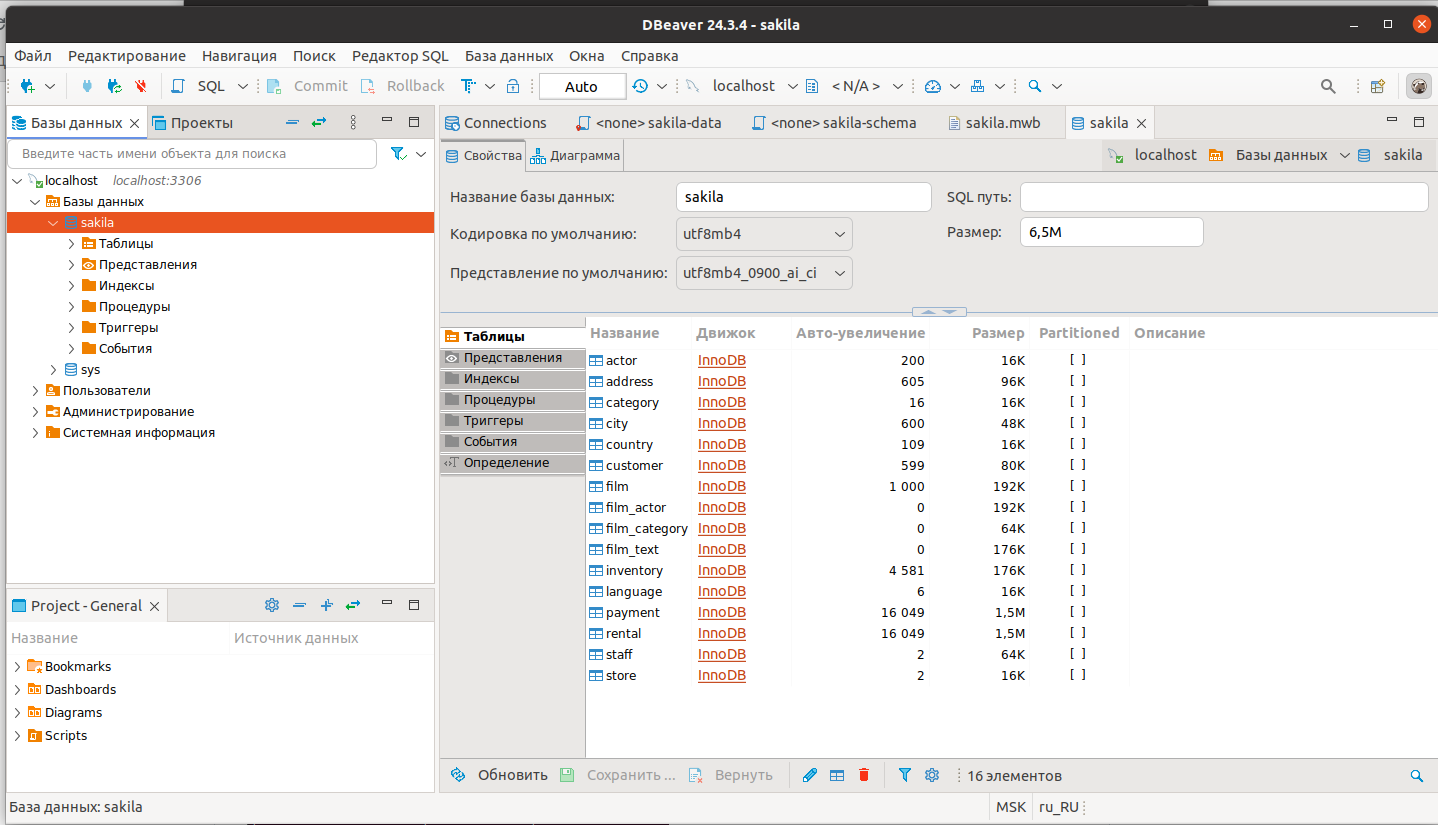 DBeaver 24.3.4 - sakila
Файл Редактирование Навигация Поиск Редактор SQL База данных Окна Справка
SQL Commit Rollback Auto localhost < N/A >
Базы данных Проекты
Введите часть имени объекта для поиска
localhost localhost:3306
Базы данных
sakila
Таблицы
Представления
Индексы
Процедуры
Триггеры
События
sys
Пользователи
Администрирование
Системная информация
Project - General
Название Источник данных
Bookmarks
Dashboards
Diagrams
Scripts
Connections <none> sakila-data <none> sakila-schema sakila.mwb sakila
Свойства Диаграмма localhost Базы данных sakila
Название базы данных: sakila SQL путь:
Кодировка по умолчанию: utf8mb4 Размер: 6,5M
Представление по умолчанию: utf8mb4_0900_ai_ci
Таблицы
Представления
Индексы
Процедуры
Триггеры
События
Определение
Название Движок Авто-увеличение Размер Partitioned Описание
actor InnoDB 200 16K [ ]
address InnoDB 605 96K [ ]
category InnoDB 16 16K [ ]
city InnoDB 600 48K [ ]
country InnoDB 109 16K [ ]
customer InnoDB 599 80K [ ]
film InnoDB 1 000 192K [ ]
film_actor InnoDB 0 192K [ ]
film_category InnoDB 0 64K [ ]
film_text InnoDB 0 176K [ ]
inventory InnoDB 4 581 176K [ ]
language InnoDB 6 16K [ ]
payment InnoDB 16 049 1,5M [ ]
rental InnoDB 16 049 1,5M [ ]
staff InnoDB 2 64K [ ]
store InnoDB 2 16K [ ]
Обновить Сохранить ... Вернуть 16 элементов
База данных: sakila MSK ru_RU